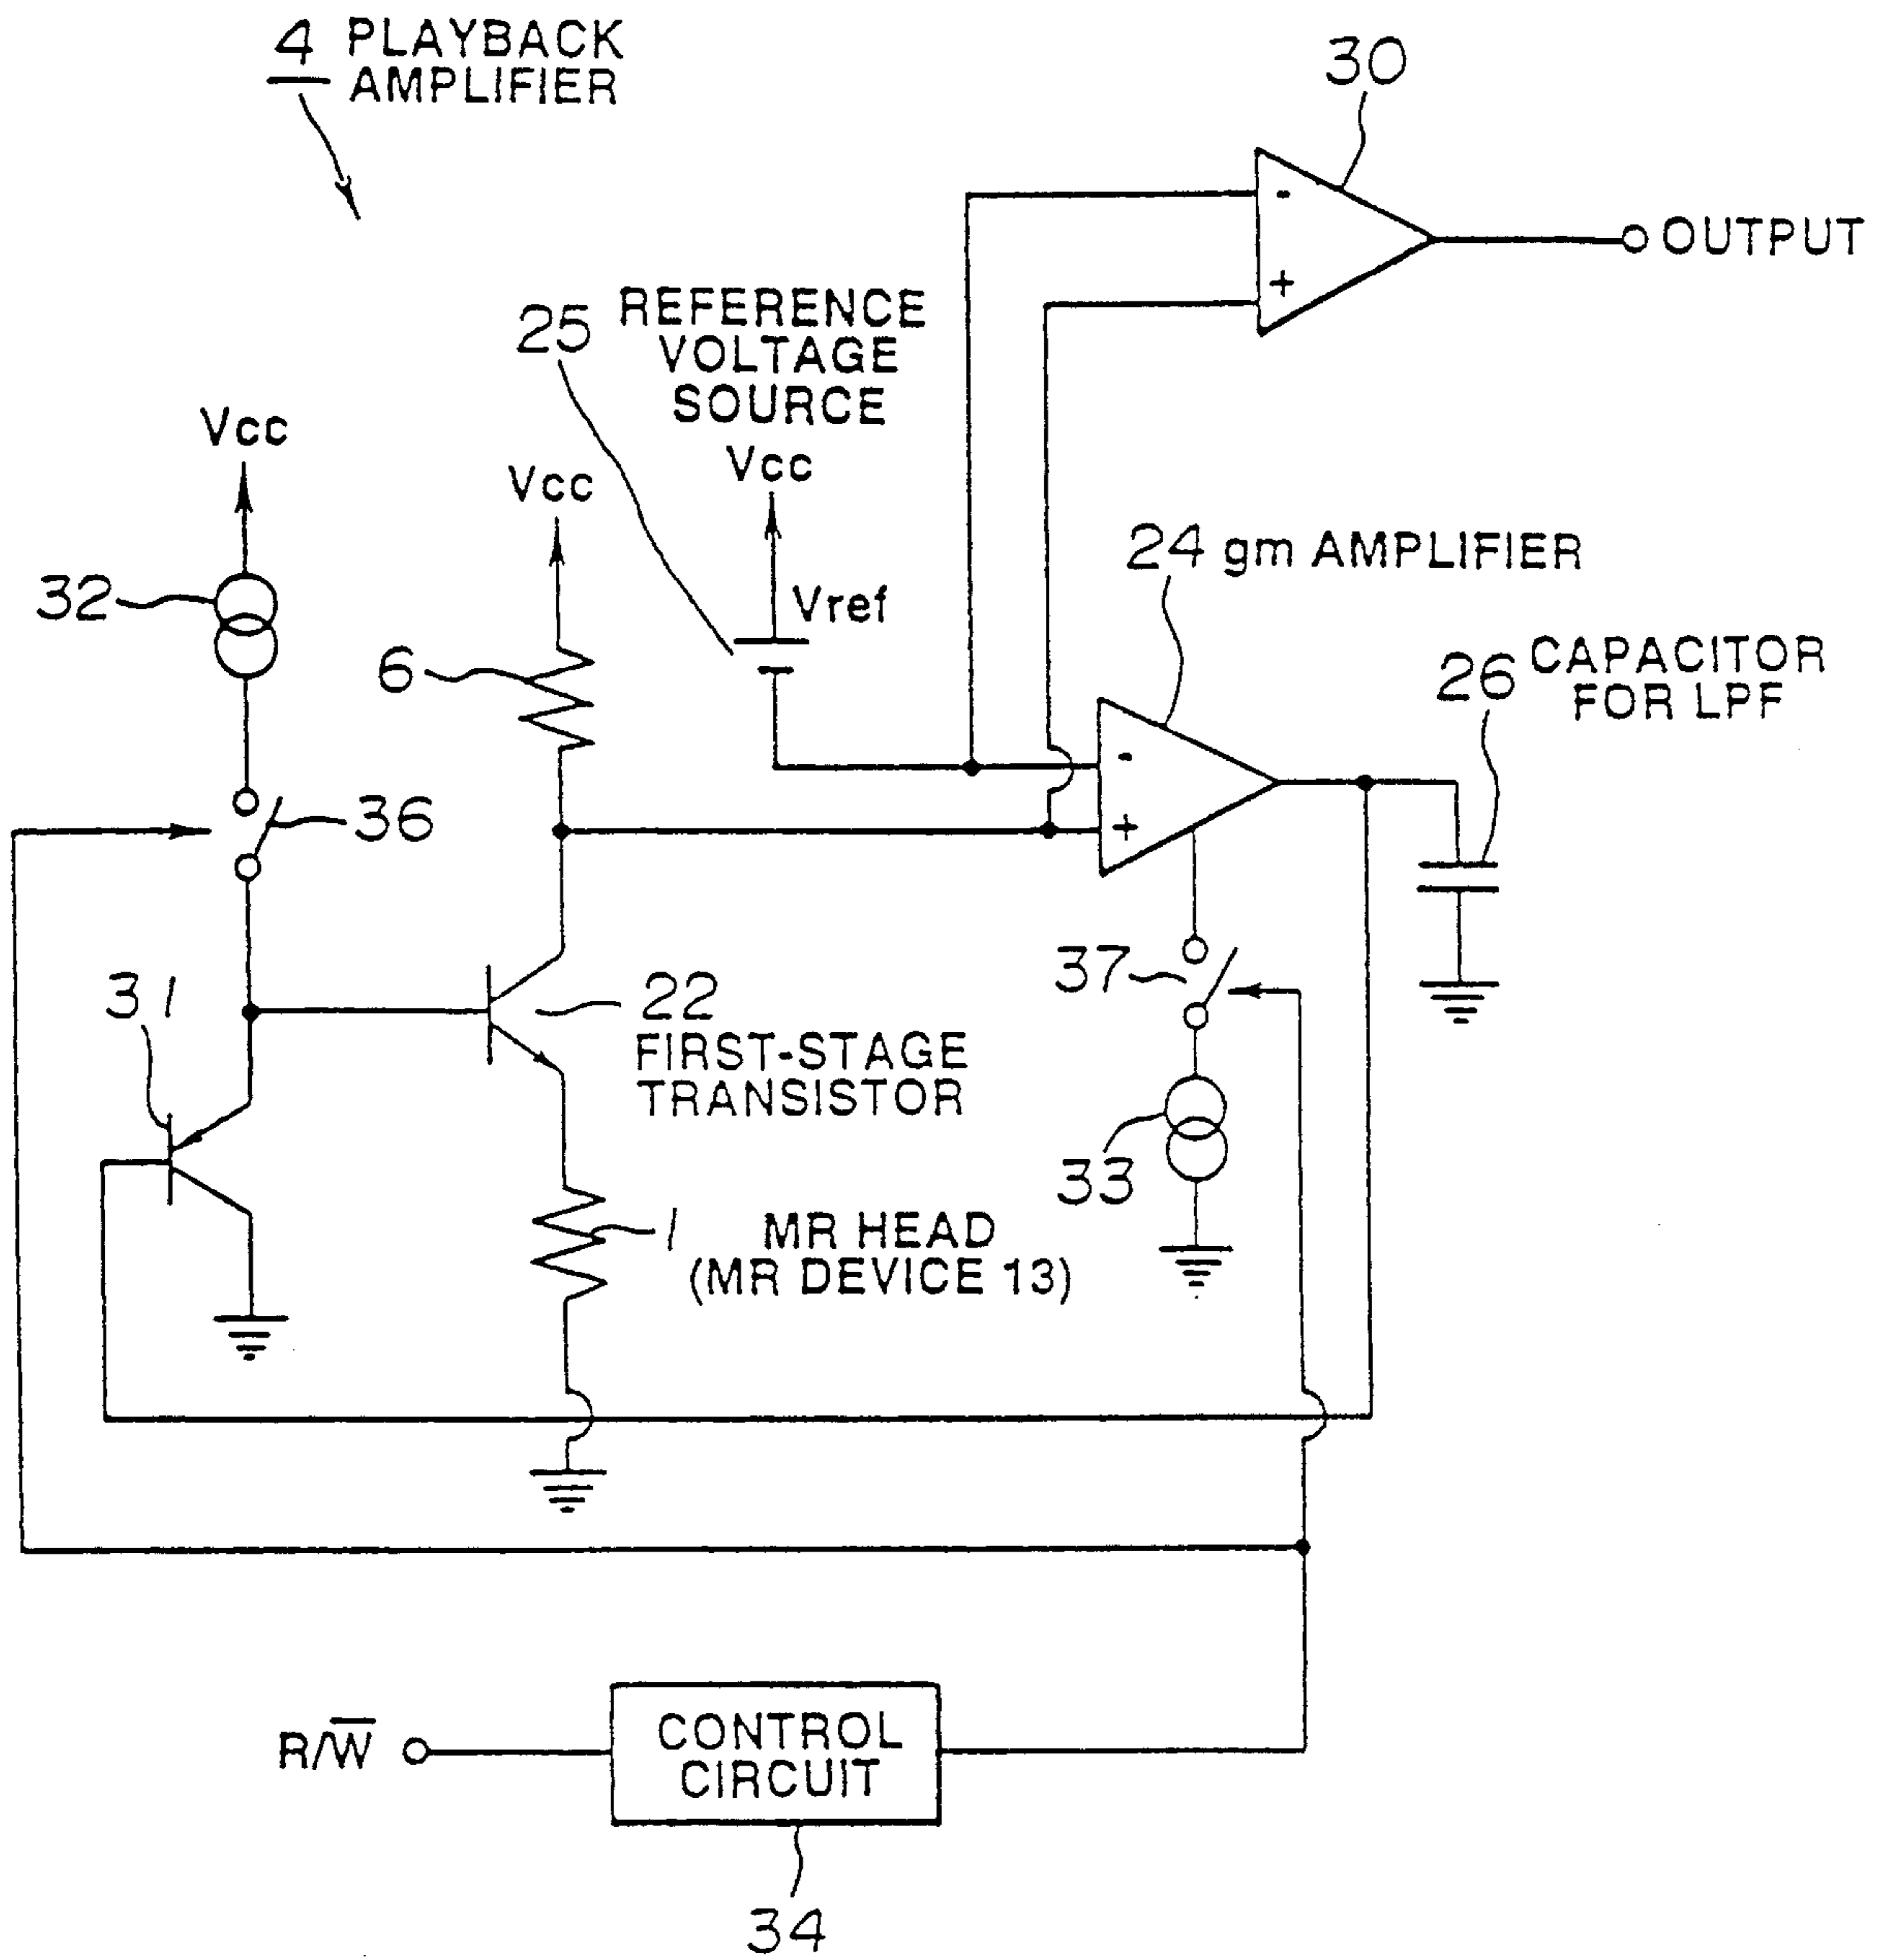 4 PLAYBACK
AMPLIFIER
30
-
+
OUTPUT
25 REFERENCE
VOLTAGE
SOURCE
Vcc
Vcc
Vcc
Vref
24 gm AMPLIFIER
32
6
26 CAPACITOR
FOR LPF
-
+
36
37
31
22
FIRST-STAGE
TRANSISTOR
33
1 MR HEAD
(MR DEVICE 13)
R/W̅
CONTROL
CIRCUIT
34